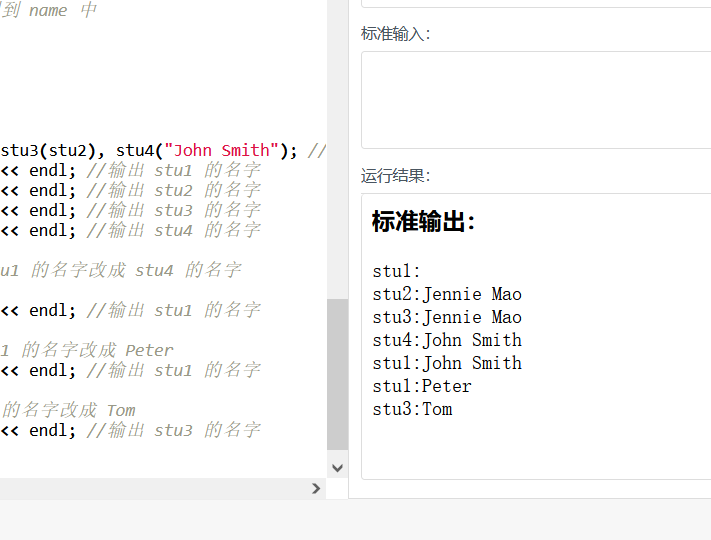 到 name 中
stu3(stu2), stu4("John Smith"); //
<< endl; //输出 stu1 的名字
<< endl; //输出 stu2 的名字
<< endl; //输出 stu3 的名字
<< endl; //输出 stu4 的名字
u1 的名字改成 stu4 的名字
<< endl; //输出 stu1 的名字
1 的名字改成 Peter
<< endl; //输出 stu1 的名字
的名字改成 Tom
<< endl; //输出 stu3 的名字
标准输入:
运行结果:
标准输出:
stu1:
stu2:Jennie Mao
stu3:Jennie Mao
stu4:John Smith
stu1:John Smith
stu1:Peter
stu3:Tom